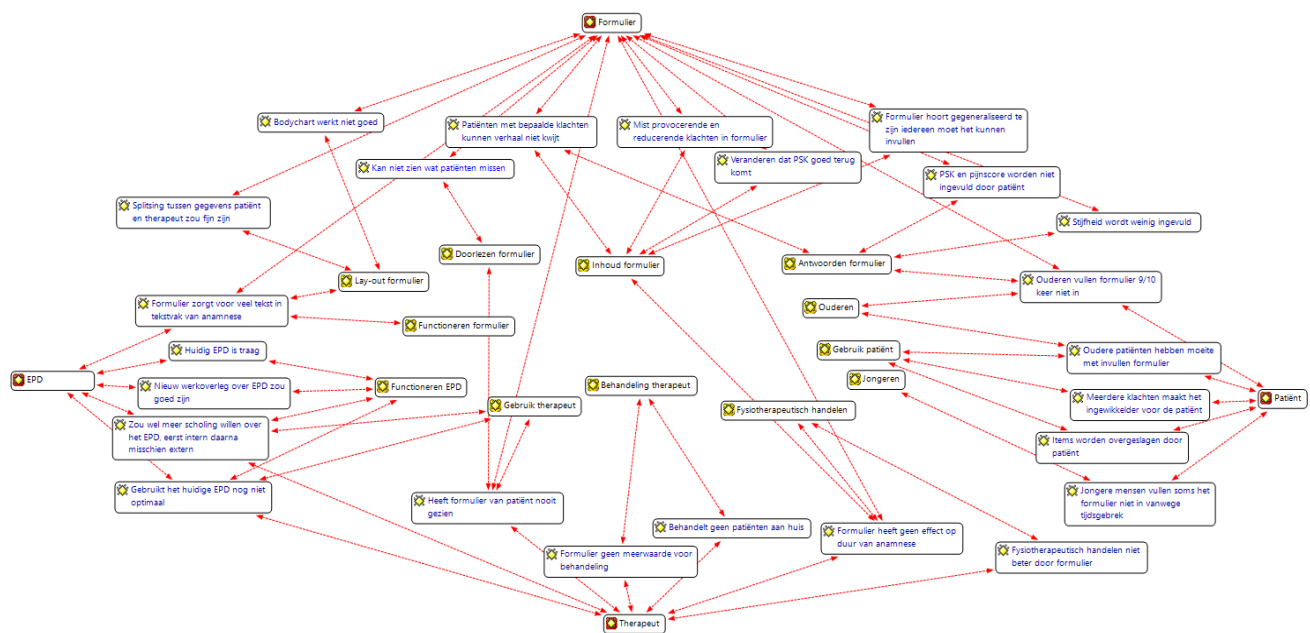 Formulier
Bodychart werkt niet goed
Patiënten met bepaalde klachten
kunnen verhaal niet kwijt
Mist provocerende en
reducerende klachten in formulier
Formulier hoort gegeneraliseerd te
zijn iedereen moet het kunnen
invullen
Kan niet zien wat patiënten missen
Veranderen dat PSK goed terug
komt
PSK en pijnscore worden niet
ingevuld door patiënt
Splitsing tussen gegevens patiënt
en therapeut zou fijn zijn
Stijfheid wordt weinig ingevuld
Doorlezen formulier
Inhoud formulier
Antwoorden formulier
Lay-out formulier
Ouderen vullen formulier 9/10
keer niet in
Formulier zorgt voor veel tekst in
tekstvak van anamnese
Ouderen
Functioneren formulier
Huidig EPD is traag
Gebruik patiënt
Oudere patiënten hebben moeite
met invullen formulier
EPD
Nieuw werkoverleg over EPD zou
goed zijn
Functioneren EPD
Behandeling therapeut
Jongeren
Gebruik therapeut
Fysiotherapeutisch handelen
Meerdere klachten maakt het
ingewikkelder voor de patiënt
Patiënt
Zou wel meer scholing willen over
het EPD, eerst intern daarna
misschien extern
Items worden overgeslagen door
patiënt
Gebruikt het huidige EPD nog niet
optimaal
Heeft formulier van patiënt nooit
gezien
Jongere mensen vullen soms het
formulier niet in vanwege
tijdsgebrek
Behandelt geen patiënten aan huis
Formulier heeft geen effect op
duur van anamnese
Formulier geen meerwaarde voor
behandeling
Fysiotherapeutisch handelen niet
beter door formulier
Therapeut